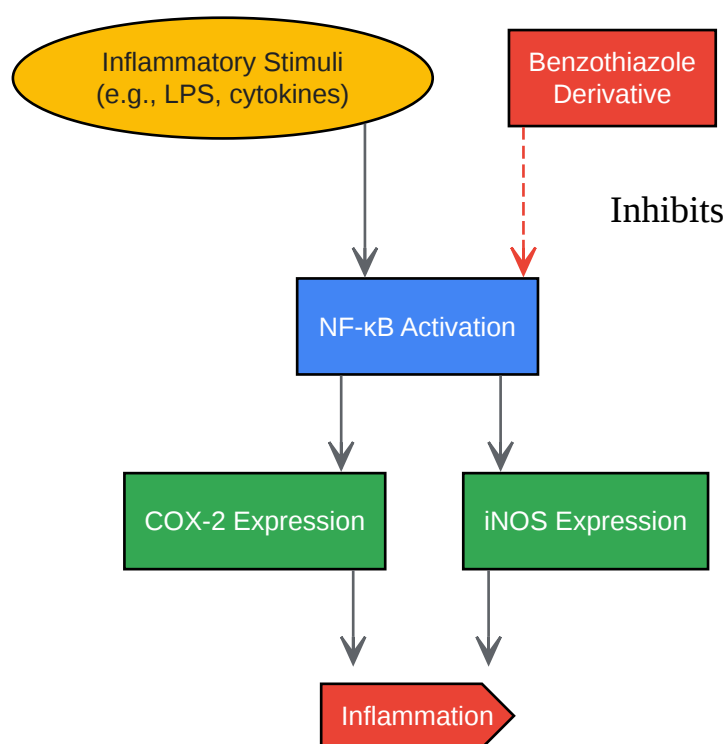 Inflammatory Stimuli
(e.g., LPS, cytokines)
Benzothiazole
Derivative
Inhibits
NF-κB Activation
COX-2 Expression
iNOS Expression
Inflammation